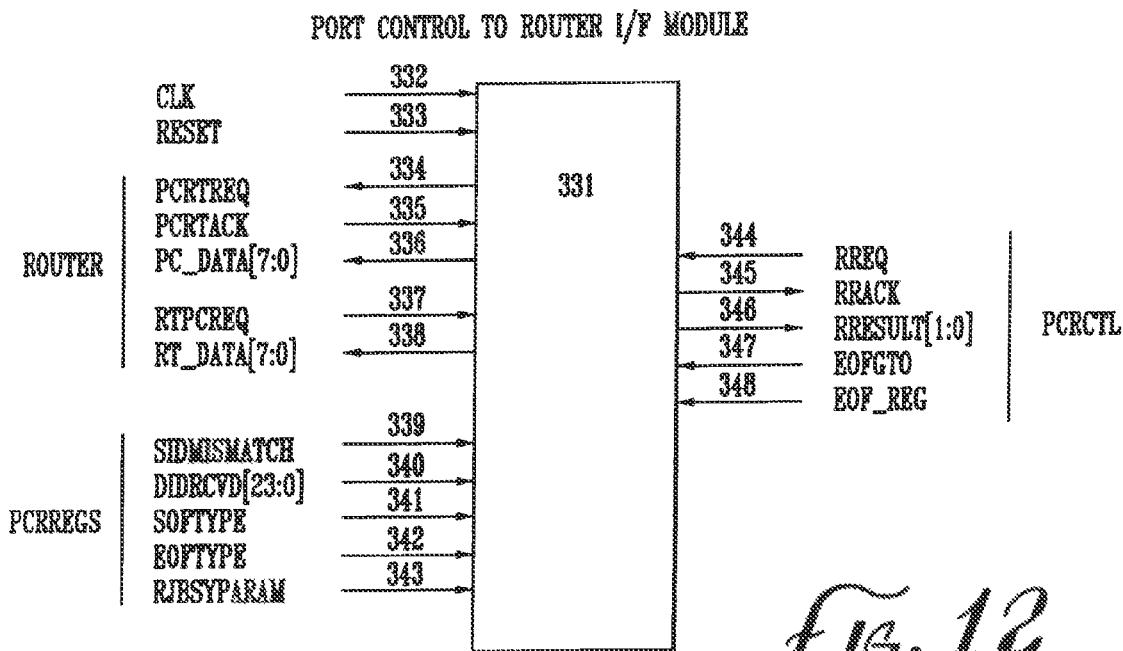 PORT CONTROL TO ROUTER I/F MODULE
CLK 332
RESET 333
331
ROUTER
PCRTREQ 334
PCRTACK 335
PC_DATA[7:0] 336
RTPCREQ 337
RT_DATA[7:0] 338
PCRREGS
SIDMISMATCH 339
DIDRCVD[23:0] 340
SOFTYPE 341
EOFTYPE 342
RJBSYPARAM 343
344 RREQ
345 RRACK
346 RRESULT[1:0]
347 EOFGTO
348 EOF_REG
PCRCTL
FIG. 12